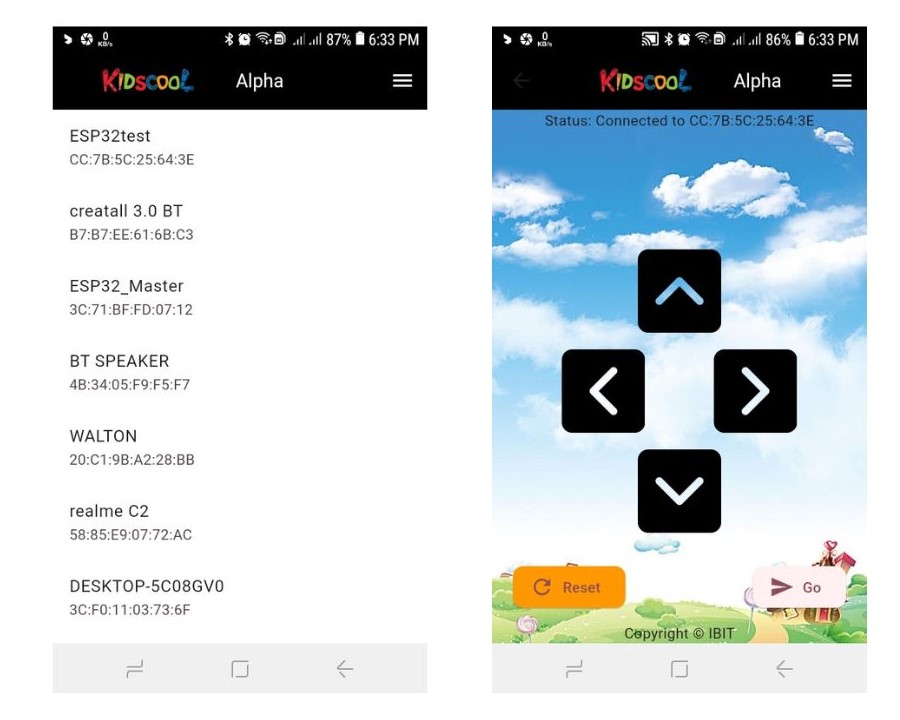 0
KB/s
87%
6:33 PM
KIDSCOOL
Alpha
ESP32test
CC:7B:5C:25:64:3E
creatall 3.0 BT
B7:B7:EE:61:6B:C3
ESP32_Master
3C:71:BF:FD:07:12
BT SPEAKER
4B:34:05:F9:F5:F7
WALTON
20:C1:9B:A2:28:BB
realme C2
58:85:E9:07:72:AC
DESKTOP-5C08GV0
3C:F0:11:03:73:6F
0
KB/s
86%
6:33 PM
KIDSCOOL
Alpha
Status: Connected to CC:7B:5C:25:64:3E
Reset
Go
Copyright © IBIT